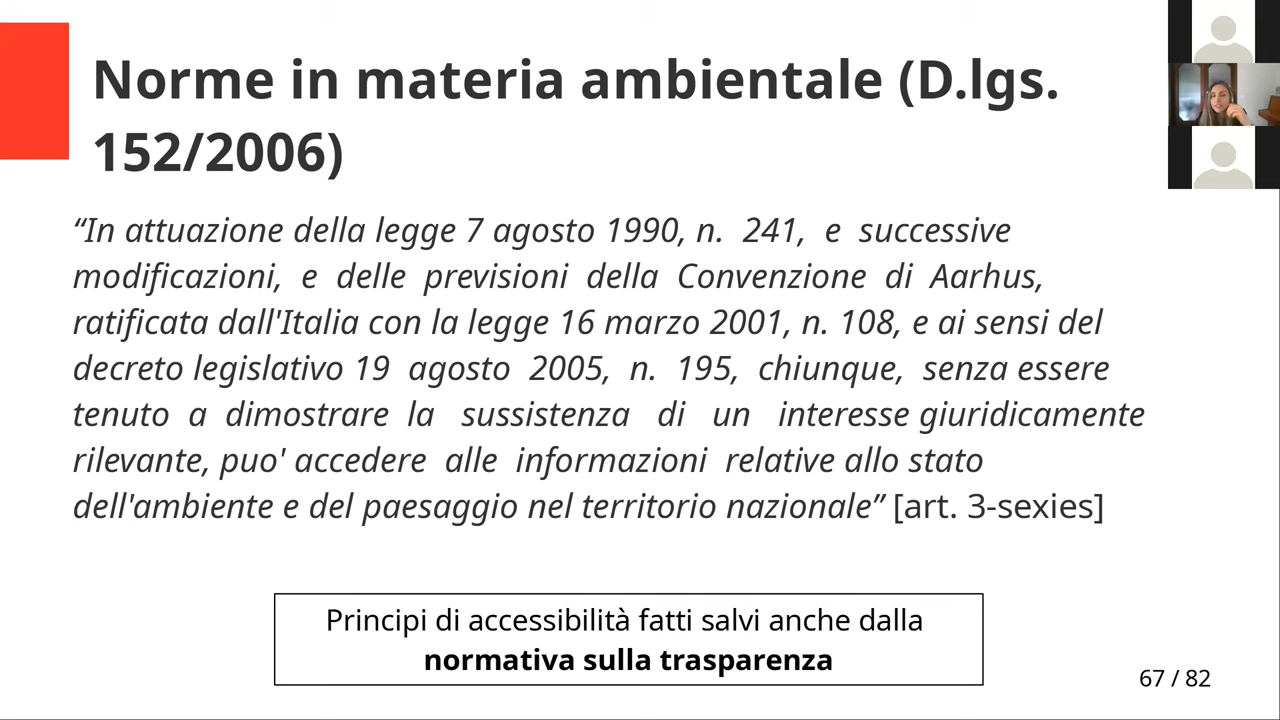 Norme in materia ambientale (D.lgs.
152/2006)
“In attuazione della legge 7 agosto 1990, n. 241, e successive
modificazioni, e delle previsioni della Convenzione di Aarhus,
ratificata dall'Italia con la legge 16 marzo 2001, n. 108, e ai sensi del
decreto legislativo 19 agosto 2005, n. 195, chiunque, senza essere
tenuto a dimostrare la sussistenza di un interesse giuridicamente
rilevante, puo' accedere alle informazioni relative allo stato
dell'ambiente e del paesaggio nel territorio nazionale” [art. 3-sexies]
Principi di accessibilità fatti salvi anche dalla
normativa sulla trasparenza
67 / 82